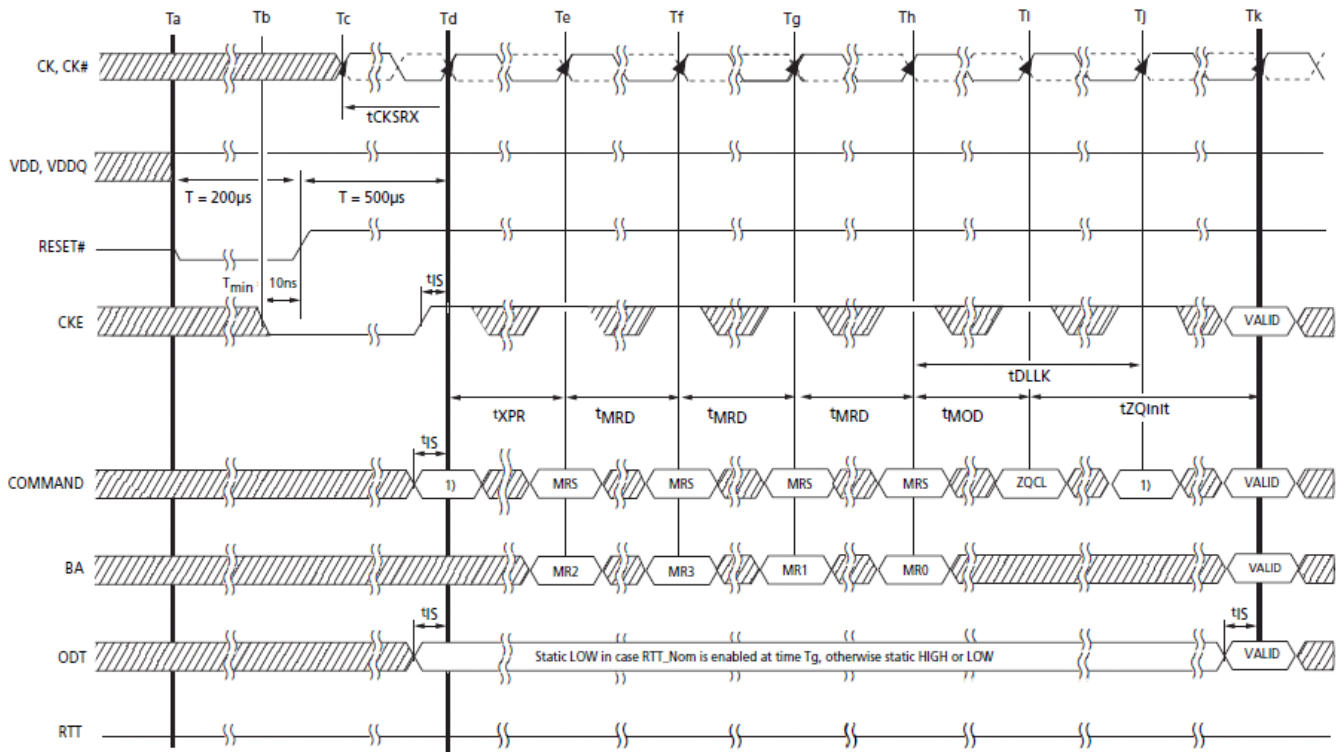 Ta Tb Tc Td Te Tf Tg Th Ti Tj Tk
CK, CK#
tCKSRX
VDD, VDDQ
T = 200µs T = 500µs
RESET#
Tmin 10ns tIS
CKE VALID
tDLLK
tXPR tMRD tMRD tMRD tMOD tZQinit
tIS
COMMAND 1) MRS MRS MRS MRS ZQCL 1) VALID
BA MR2 MR3 MR1 MR0 VALID
tIS tIS
ODT Static LOW in case RTT_Nom is enabled at time Tg, otherwise static HIGH or LOW VALID
RTT